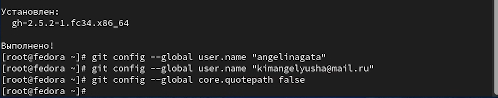 Установлен:
gh-2.5.2-1.fc34.x86_64
Выполнено!
[root@fedora ~]# git config --global user.name "angelinagata"
[root@fedora ~]# git config --global user.name "kimangelyusha@mail.ru"
[root@fedora ~]# git config --global core.quotepath false
[root@fedora ~]#